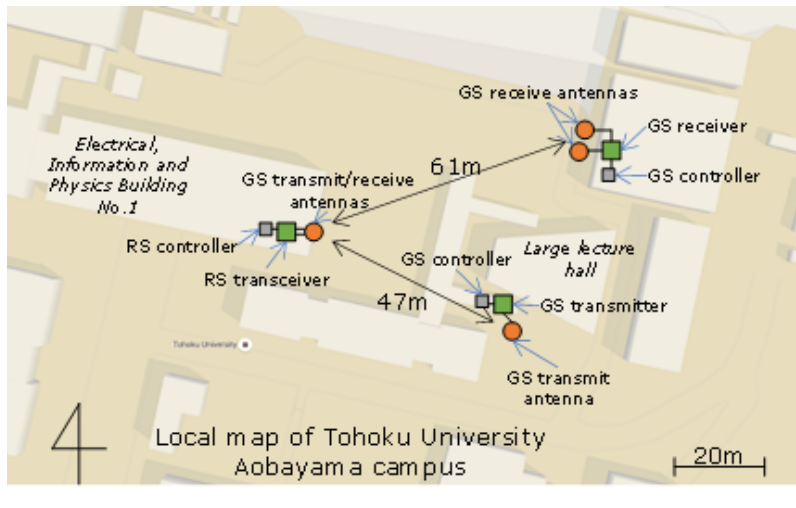 GS receive antennas
GS receiver
Electrical,
Information and
Physics Building
No.1
61m
GS controller
GS transmit/receive
antennas
RS controller
RS transceiver
GS controller
Large lecture
hall
47m
GS transmitter
Tohoku University
GS transmit
antenna
Local map of Tohoku University
Aobayama campus
20m